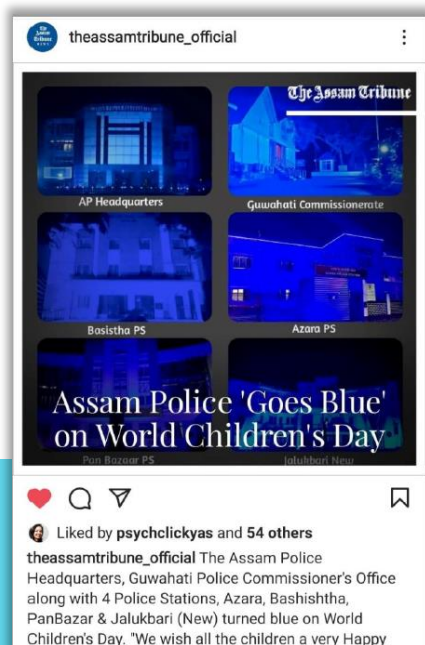 The Assam Tribune
theassamtribune_official
The Assam Tribune
AP Headquarters
Guwahati Commissionerate
Basistha PS
Azara PS
Assam Police 'Goes Blue'
on World Children's Day
Pan Bazaar PS
Jalukbari New
Liked by psychclickyas and 54 others
theassamtribune_official The Assam Police
Headquarters, Guwahati Police Commissioner's Office
along with 4 Police Stations, Azara, Bashishtha,
PanBazar & Jalukbari (New) turned blue on World
Children's Day. "We wish all the children a very Happy